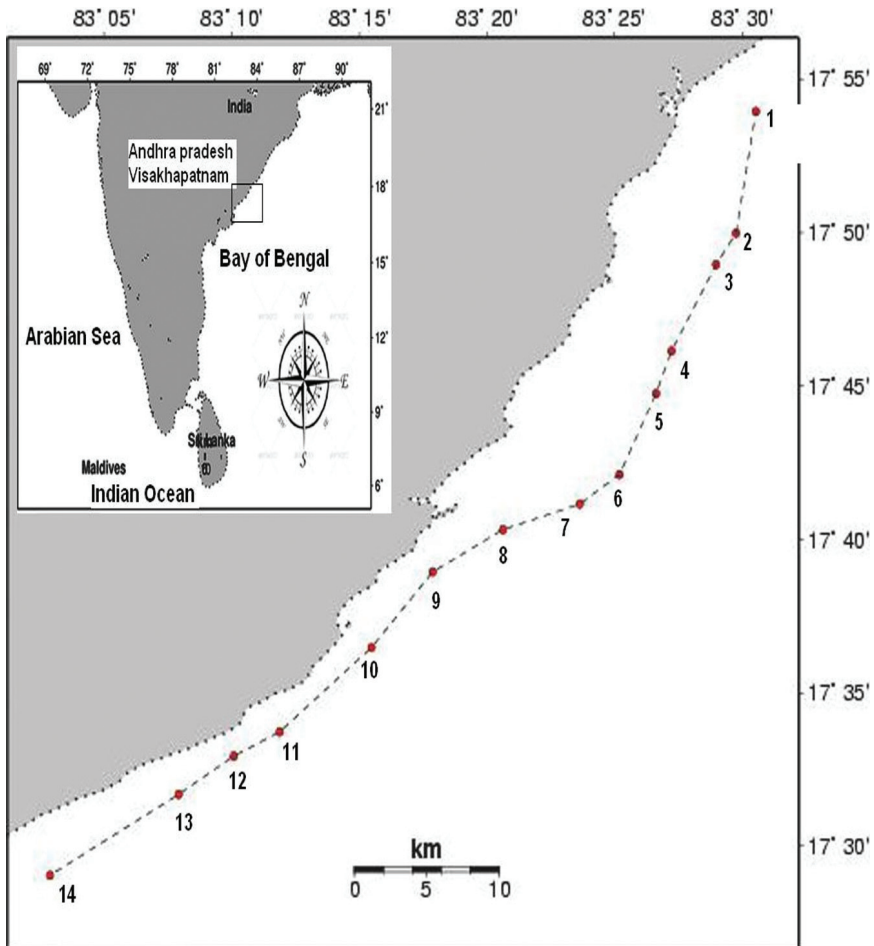 83° 05' 83° 10' 83° 15' 83° 20' 83° 25' 83° 30'
69' 72' 75' 78' 81' 84' 87' 90'
17° 55'
India
21'
1
Andhra pradesh
Visakhapatnam
18'
2
17° 50'
Bay of Bengal
15'
3
N
Arabian Sea
12'
4
W E
17° 45'
9'
5
S
Maldives
6'
Indian Ocean
6
7
8
17° 40'
9
10
17° 35'
11
12
13
km
17° 30'
14
0 5 10